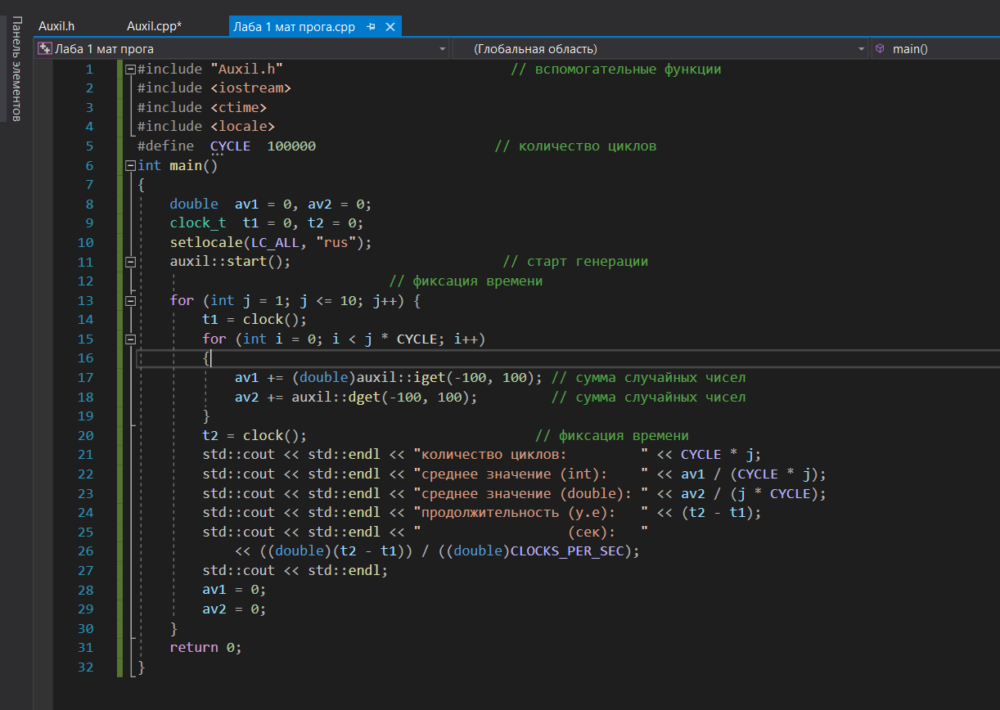 Панель элементов
Auxil.h Auxil.cpp* Лаба 1 мат прога.cpp
Лаба 1 мат прога (Глобальная область) main()
1 #include "Auxil.h" // вспомогательные функции
2 #include <iostream>
3 #include <ctime>
4 #include <locale>
5 #define CYCLE 100000 // количество циклов
6 int main()
7 {
8 double av1 = 0, av2 = 0;
9 clock_t t1 = 0, t2 = 0;
10 setlocale(LC_ALL, "rus");
11 auxil::start(); // старт генерации
12 // фиксация времени
13 for (int j = 1; j <= 10; j++) {
14 t1 = clock();
15 for (int i = 0; i < j * CYCLE; i++)
16 {
17 av1 += (double)auxil::iget(-100, 100); // сумма случайных чисел
18 av2 += auxil::dget(-100, 100); // сумма случайных чисел
19 }
20 t2 = clock(); // фиксация времени
21 std::cout << std::endl << "количество циклов:         " << CYCLE * j;
22 std::cout << std::endl << "среднее значение (int):    " << av1 / (CYCLE * j);
23 std::cout << std::endl << "среднее значение (double): " << av2 / (j * CYCLE);
24 std::cout << std::endl << "продолжительность (у.е):   " << (t2 - t1);
25 std::cout << std::endl << "                  (сек):   "
26 << ((double)(t2 - t1)) / ((double)CLOCKS_PER_SEC);
27 std::cout << std::endl;
28 av1 = 0;
29 av2 = 0;
30 }
31 return 0;
32 }